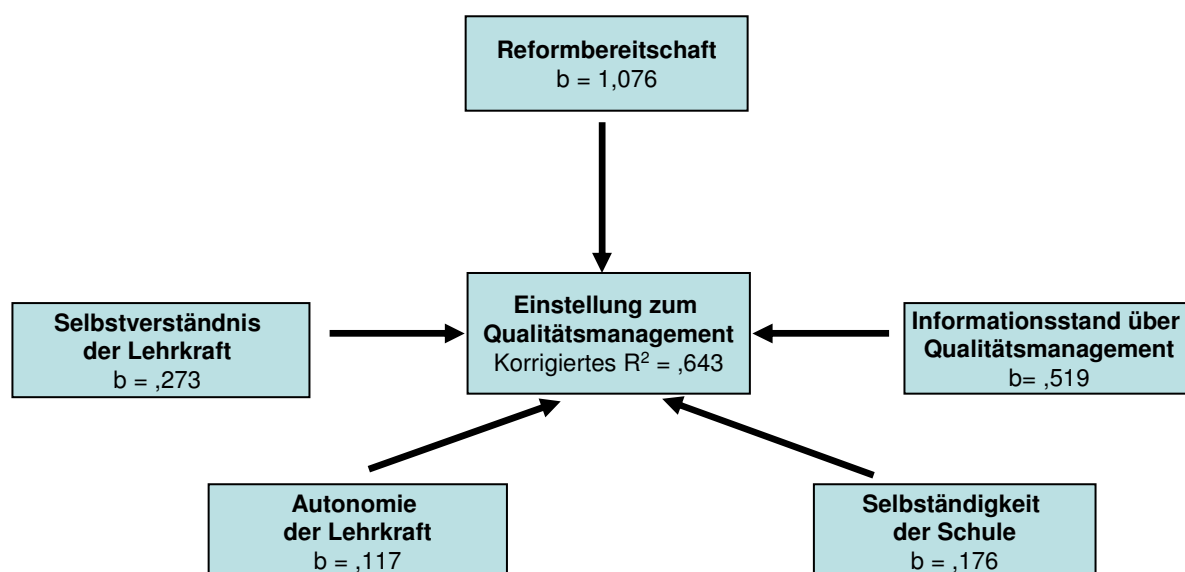 Reformbereitschaft
b = 1,076
Einstellung zum
Qualitätsmanagement
Korrigiertes R² = ,643
Selbstverständnis
der Lehrkraft
b = ,273
Informationsstand über
Qualitätsmanagement
b= ,519
Autonomie
der Lehrkraft
b = ,117
Selbständigkeit
der Schule
b = ,176